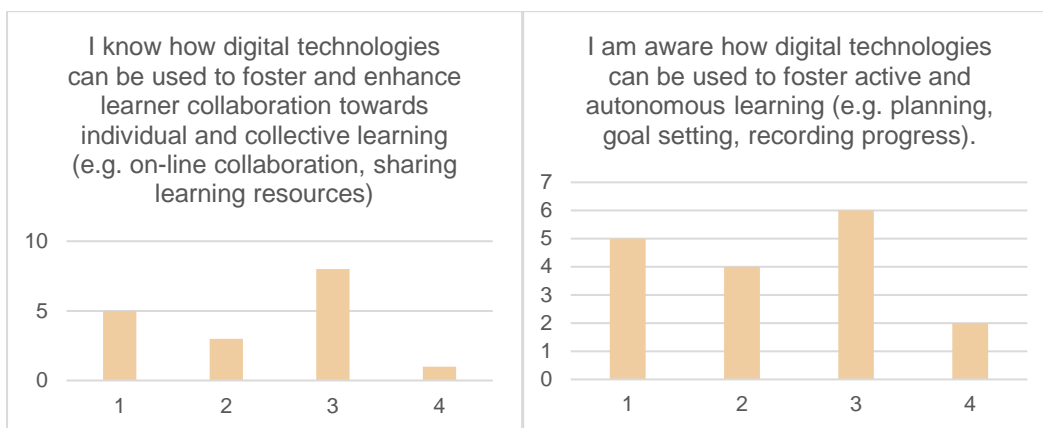 I know how digital technologies
can be used to foster and enhance
learner collaboration towards
individual and collective learning
(e.g. on-line collaboration, sharing
learning resources)
10
5
0
1 2 3 4
I am aware how digital technologies
can be used to foster active and
autonomous learning (e.g. planning,
goal setting, recording progress).
7
6
5
4
3
2
1
0
1 2 3 4